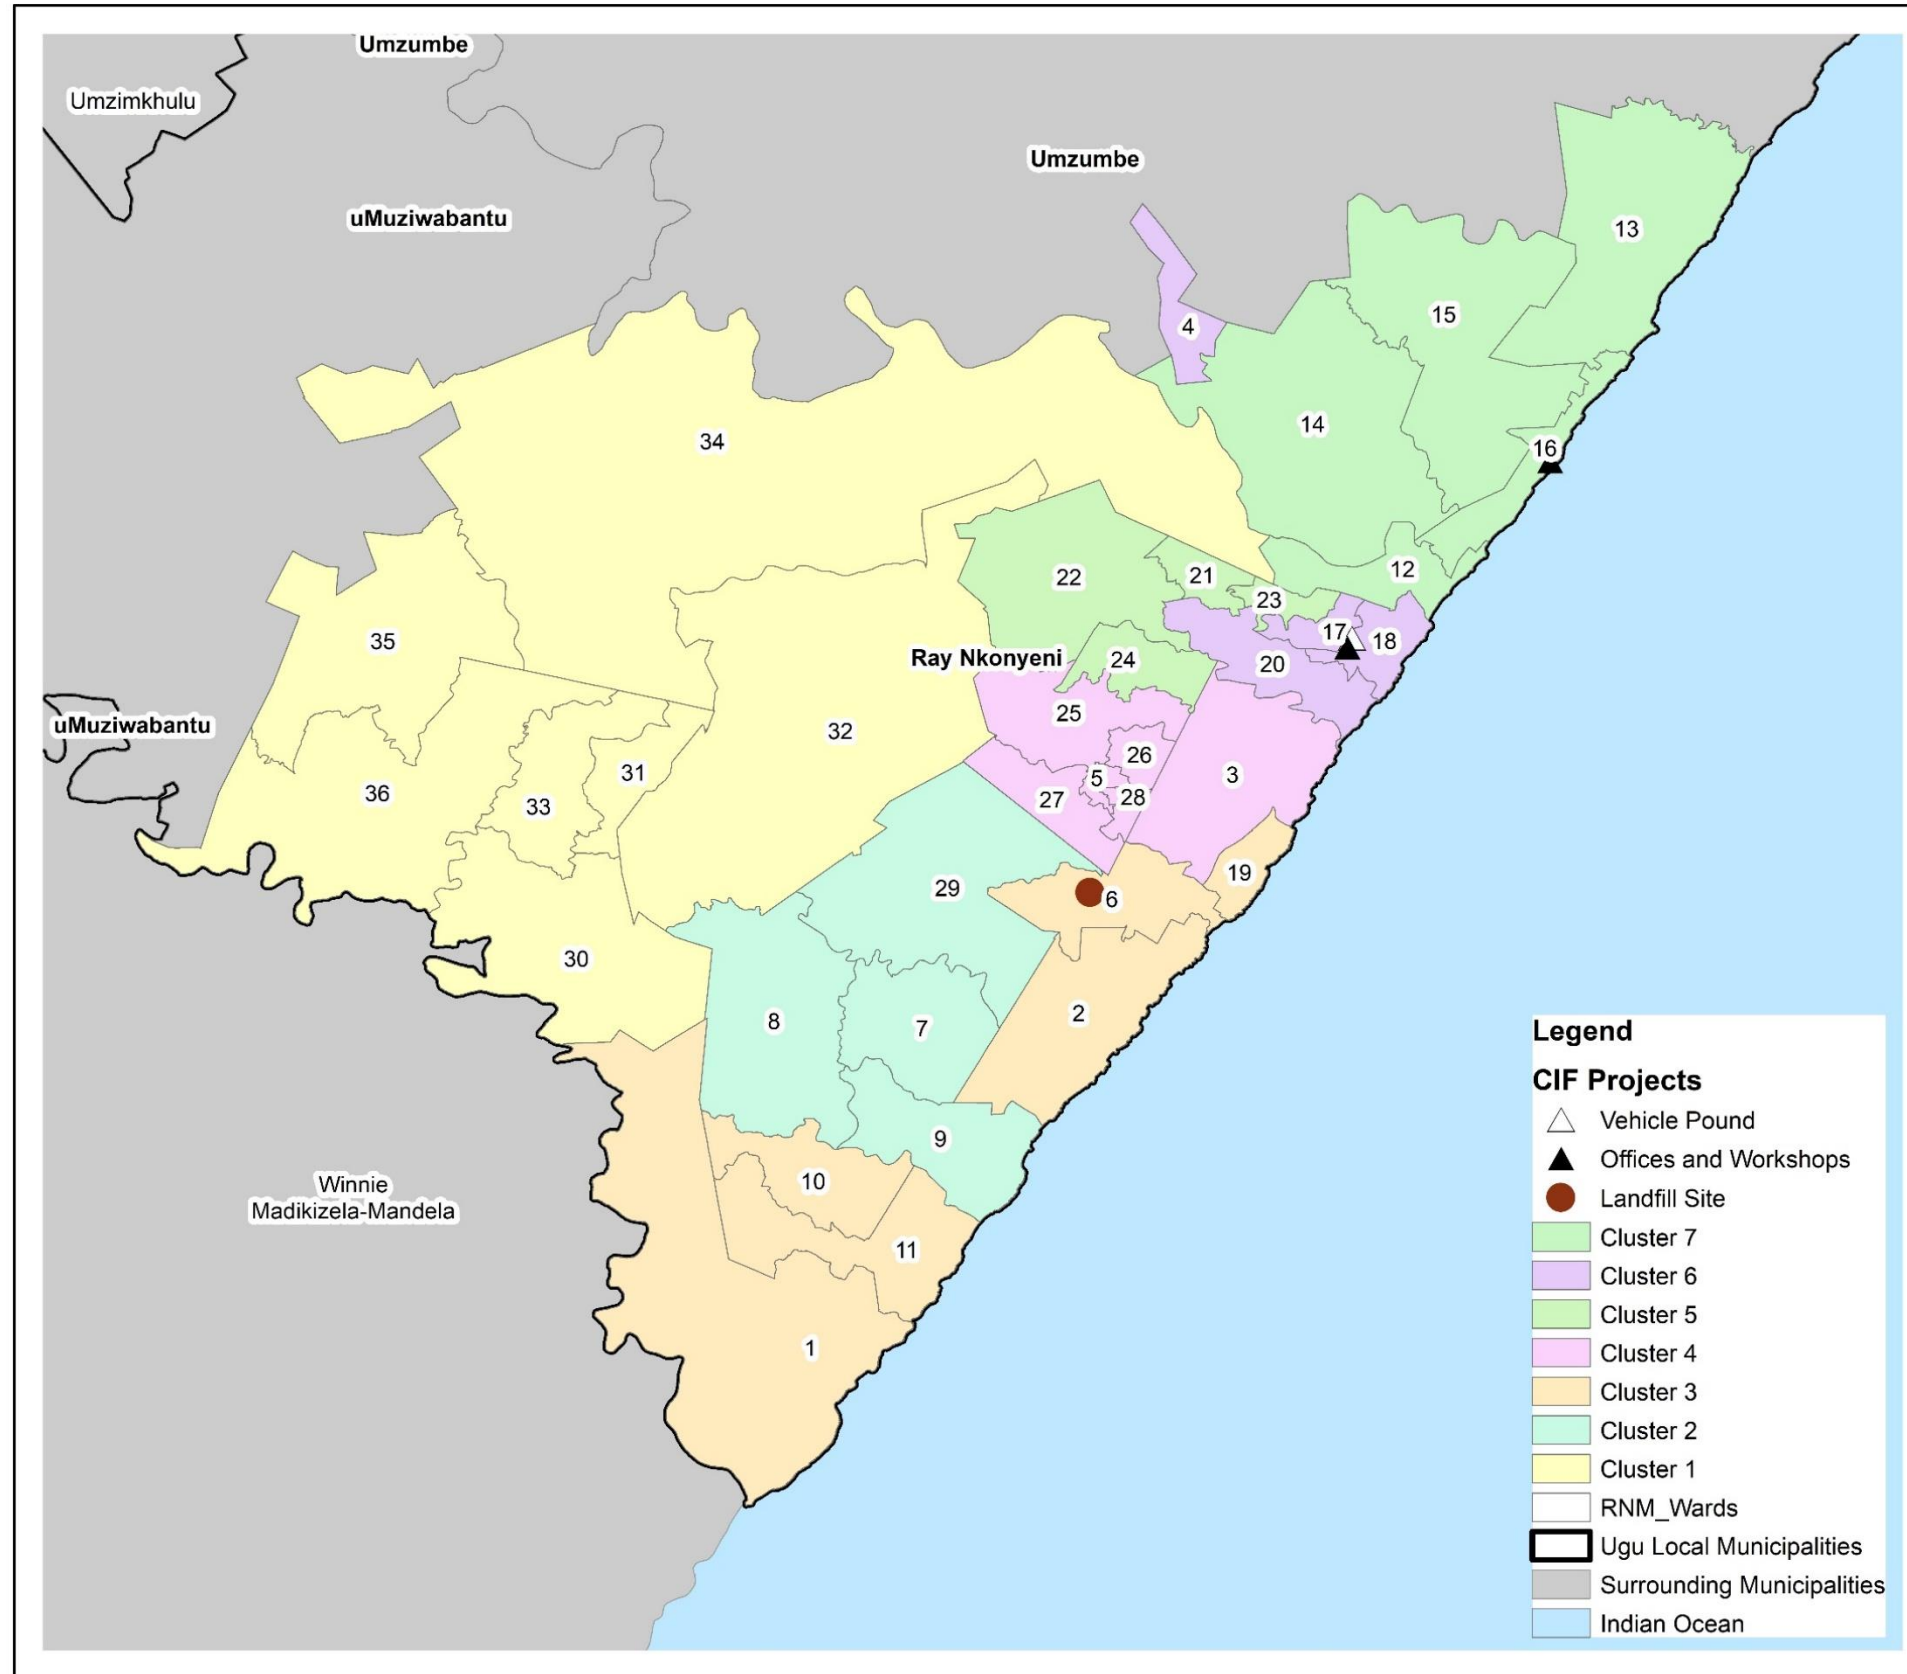 Umzumbe
Umzimkhulu
Umzumbe
uMuziwabantu
13
15
4
14
34
16
12
22
21
23
17
18
35
20
Ray Nkonyeni
24
25
uMuziwabantu
32
26
31
5
3
36
33
27
28
19
29
6
30
2
8
7
9
10
Winnie
Madikizela-Mandela
11
1
Legend
CIF Projects
Vehicle Pound
Offices and Workshops
Landfill Site
Cluster 7
Cluster 6
Cluster 5
Cluster 4
Cluster 3
Cluster 2
Cluster 1
RNM_Wards
Ugu Local Municipalities
Surrounding Municipalities
Indian Ocean